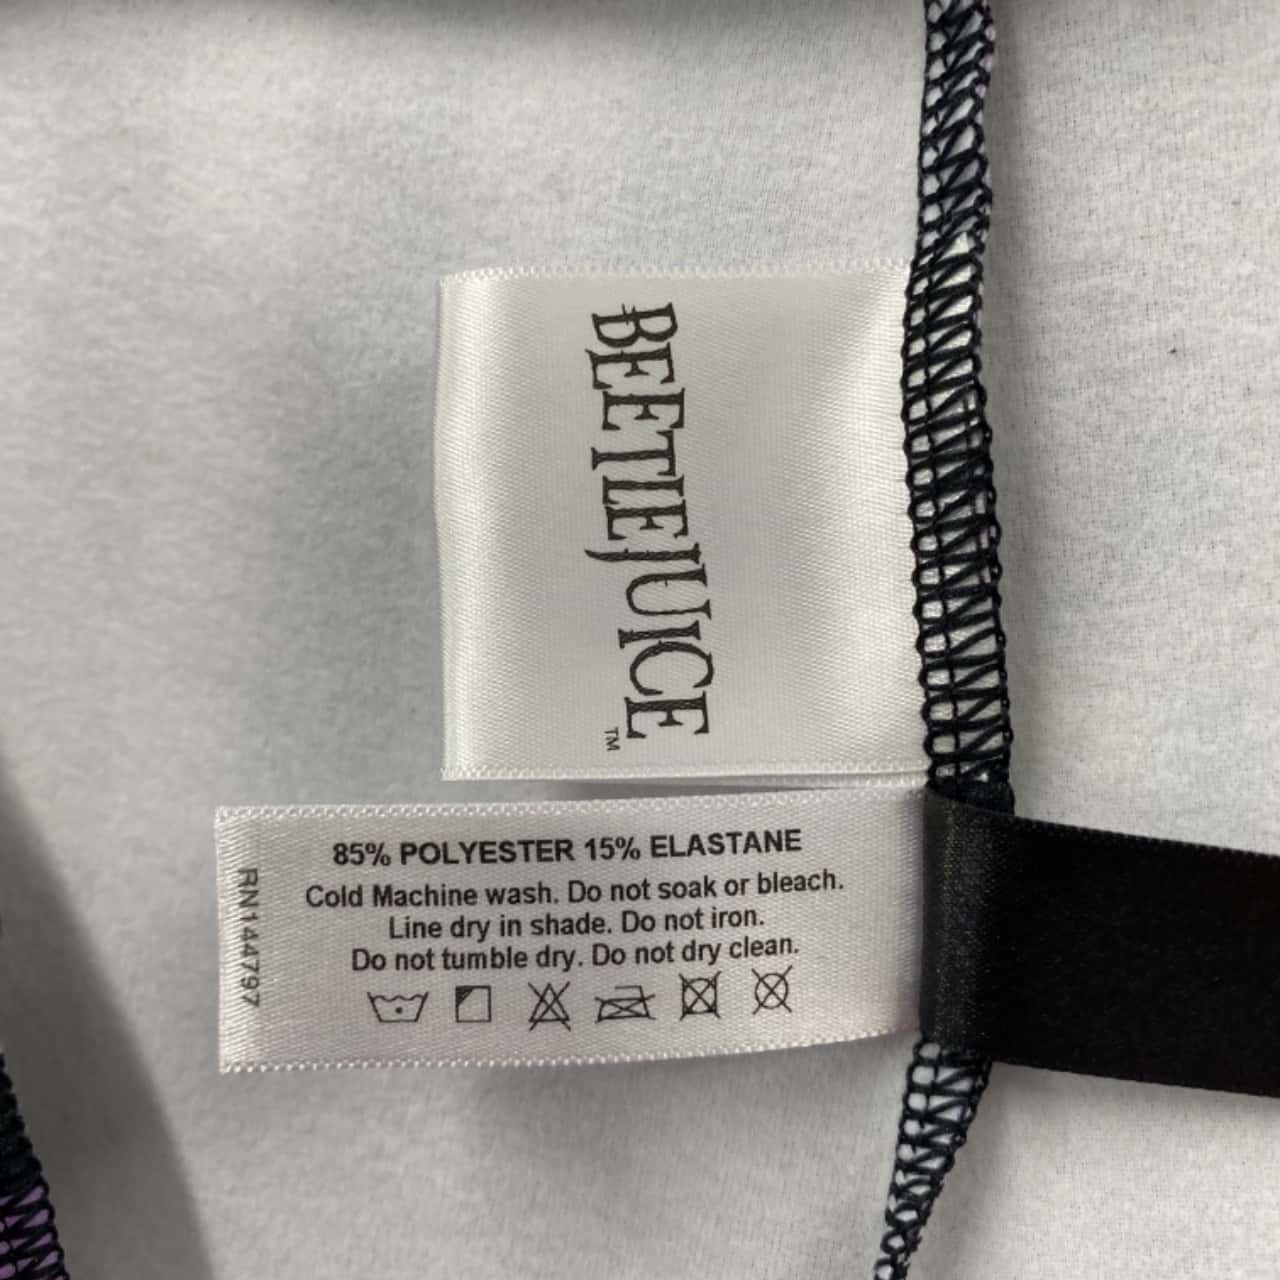 BEETLEJUICE
TM
85% POLYESTER 15% ELASTANE
Cold Machine wash. Do not soak or bleach.
Line dry in shade. Do not iron.
Do not tumble dry. Do not dry clean.
RN144797